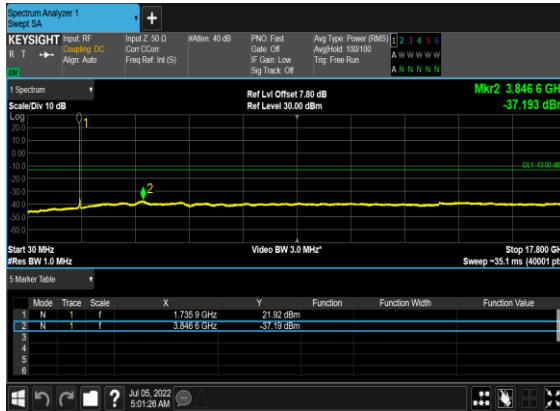 Spectrum Analyzer 1
Swept SA
+
KEYSIGHT Input: RF Input Z: 50 Ω #Atten: 40 dB PNO: Fast Avg Type: Power (RMS) 1 2 3 4 5 6
R T Coupling: DC Corr CCorr Gate: Off Avg|Hold: 100/100 A W W W W W
Align: Auto Freq Ref: Int (S) IF Gain: Low Trig: Free Run
Sig Track: Off A N N N N N
1 Spectrum Ref Lvl Offset 7.80 dB Mkr2 3.846 6 GHz
Scale/Div 10 dB Ref Level 30.00 dBm -37.193 dBm
Log
20.0
10.0
0.00
-10.0
-20.0
-30.0
-40.0
-50.0
-60.0
1
2
DL1 -13.00 dBm
Start 30 MHz Video BW 3.0 MHz* Stop 17.800 GHz
#Res BW 1.0 MHz Sweep ~35.1 ms (40001 pts)
5 Marker Table
Mode Trace Scale X Y Function Function Width Function Value
1 N 1 f 1.735 9 GHz 21.92 dBm
2 N 1 f 3.846 6 GHz -37.19 dBm
3
4
5
6
? Jul 05, 2022
5:01:26 AM